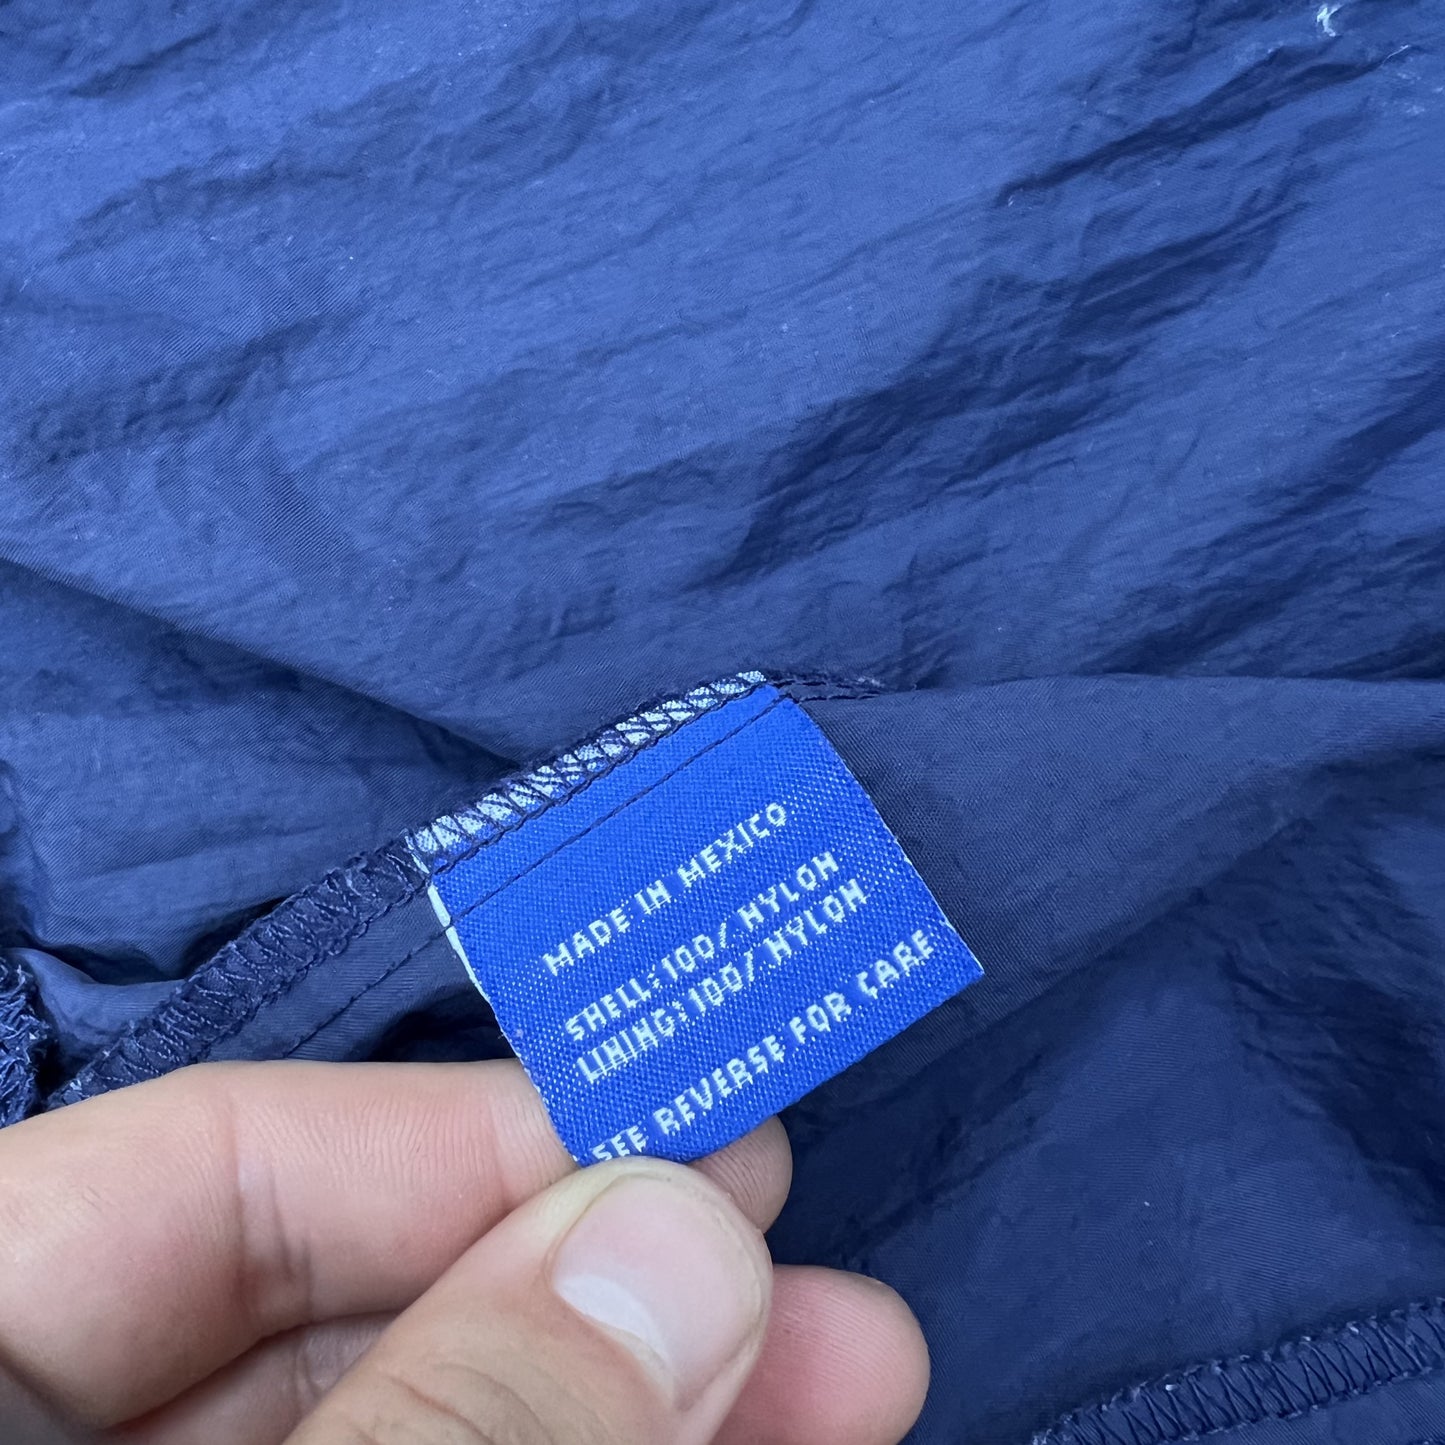 MADE IN MEXICO
SHELL: 100/. NYLON
LINING: 100/. NYLON
SEE REVERSE FOR CARE